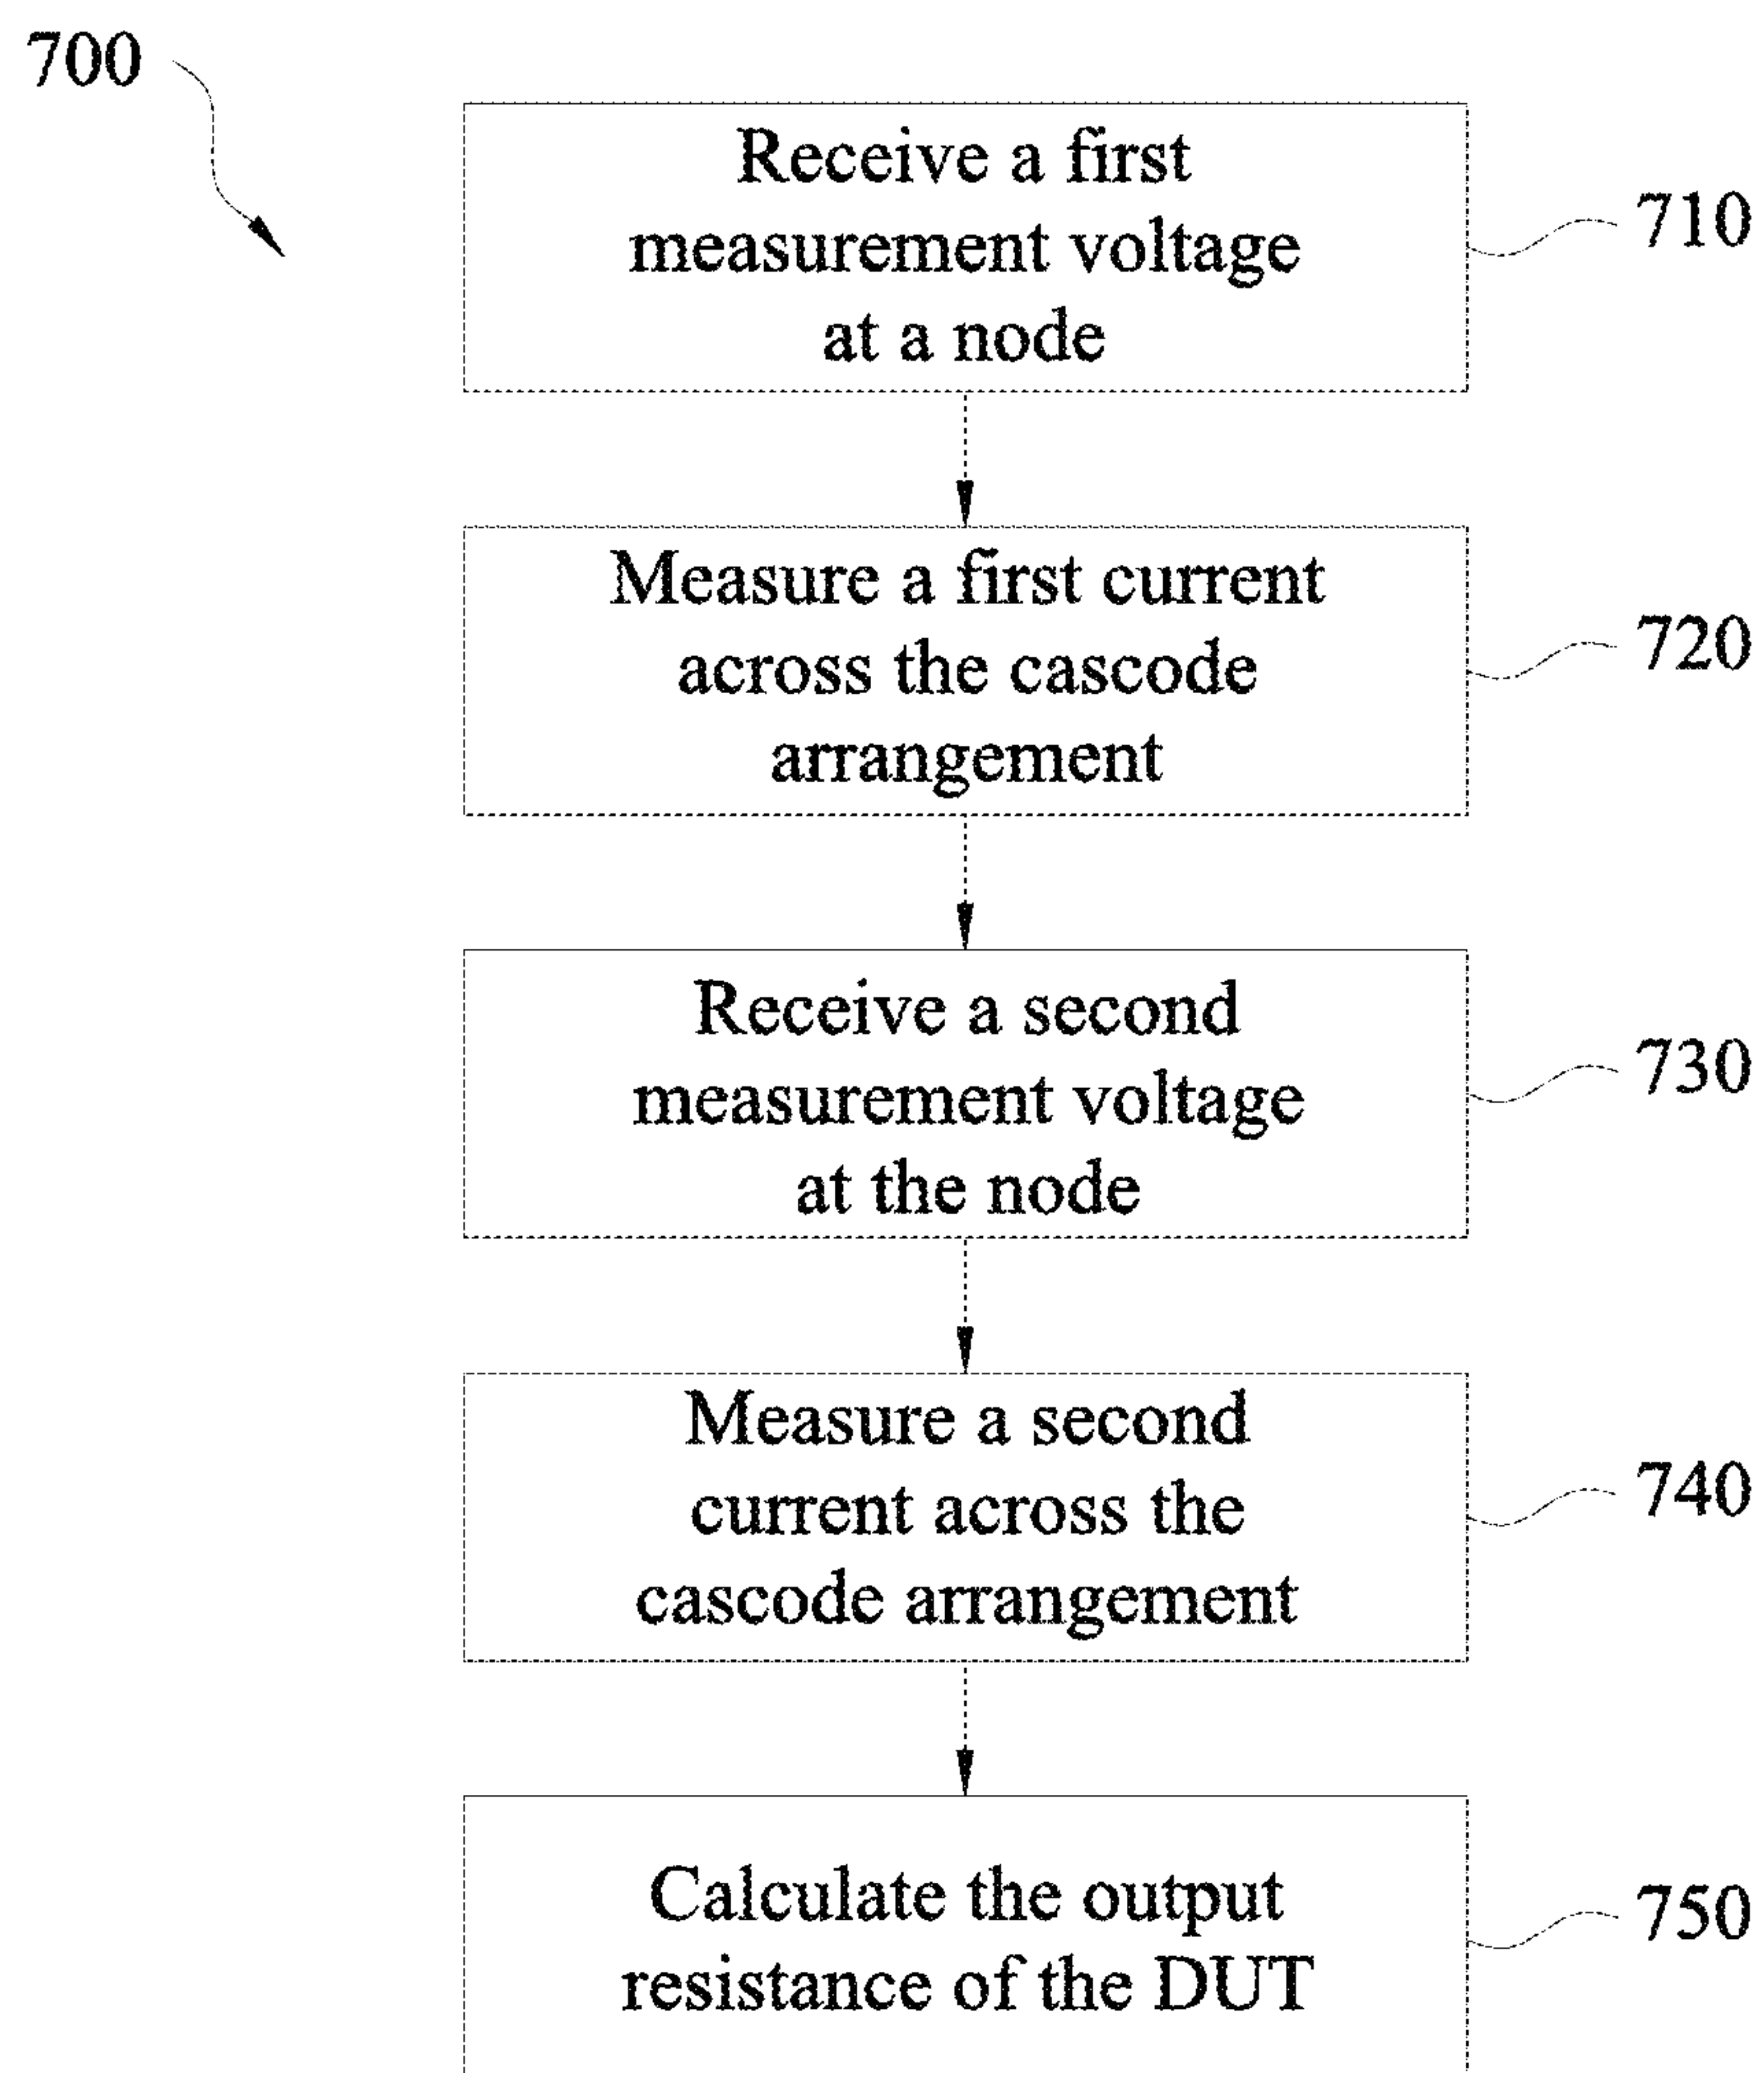 700
Receive a first
measurement voltage
at a node
710
Measure a first current
across the cascode
arrangement
720
Receive a second
measurement voltage
at the node
730
Measure a second
current across the
cascode arrangement
740
Calculate the output
resistance of the DUT
750